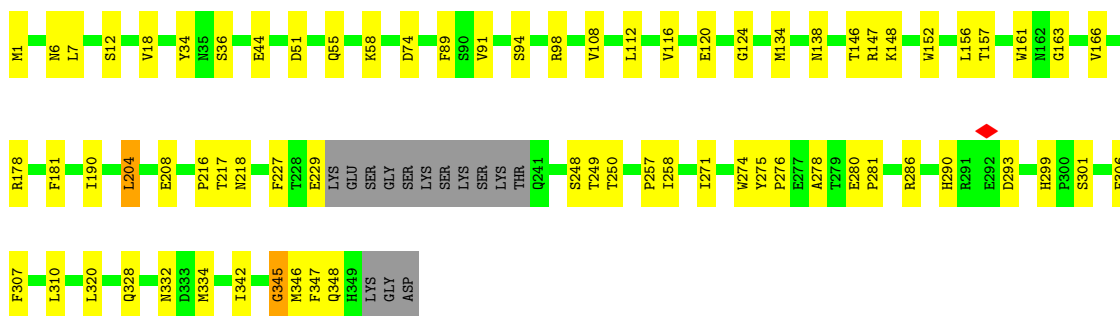 M1 N6 L7 S12 V18 Y34 N35 S36 E44 D51 Q55 K58 D74 F89 S90 V91 S94 R98 V108 L112 V116 E120 G124 M134 N138 T146 R147 K148 W152 L156 T157 W161 N162 G163 V166
R178 F181 I190 L204 E208 P216 T217 N218 F227 T228 E229 LYS GLU SER GLY SER LYS SER LYS SER LYS THR Q241 S248 T249 T250 P257 I258 I271 W274 Y275 P276 E277 A278 T279 E280 P281 R286 H290 R291 E292 D293 H299 P300 S301
F307 L310 L320 Q328 N332 D333 M334 I342 G345 M346 F347 Q348 H349 LYS GLY ASP